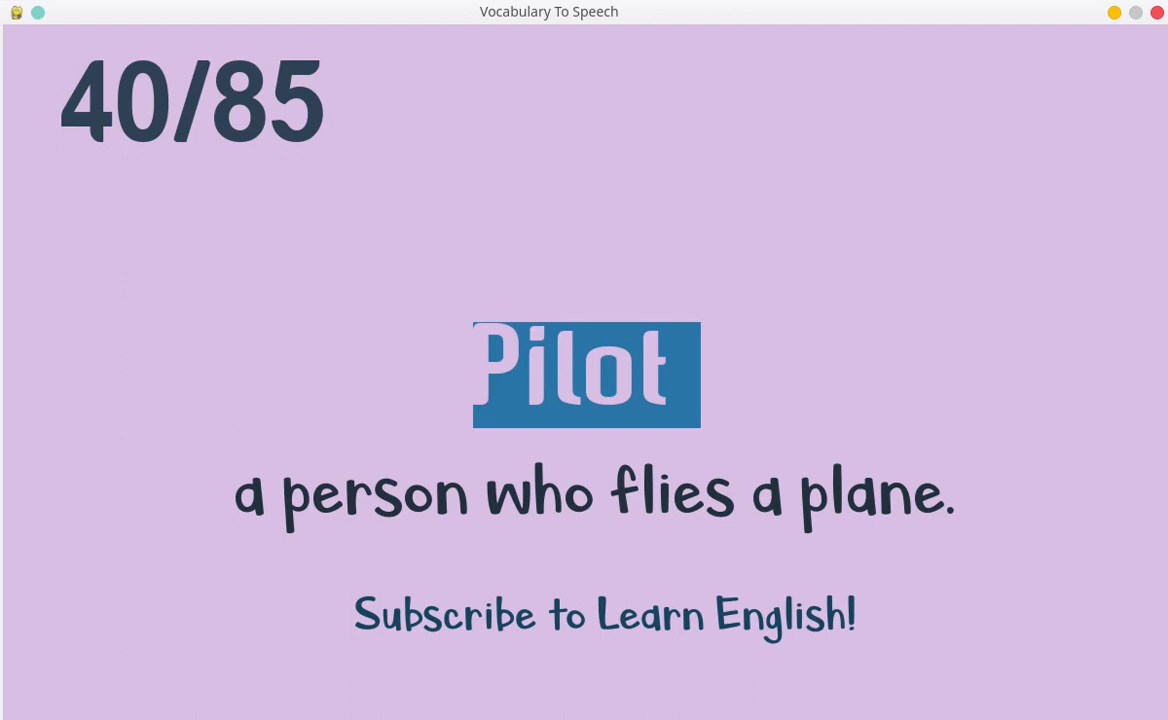 Vocabulary To Speech
40/85
Pilot
a person who flies a plane.
Subscribe to Learn English!